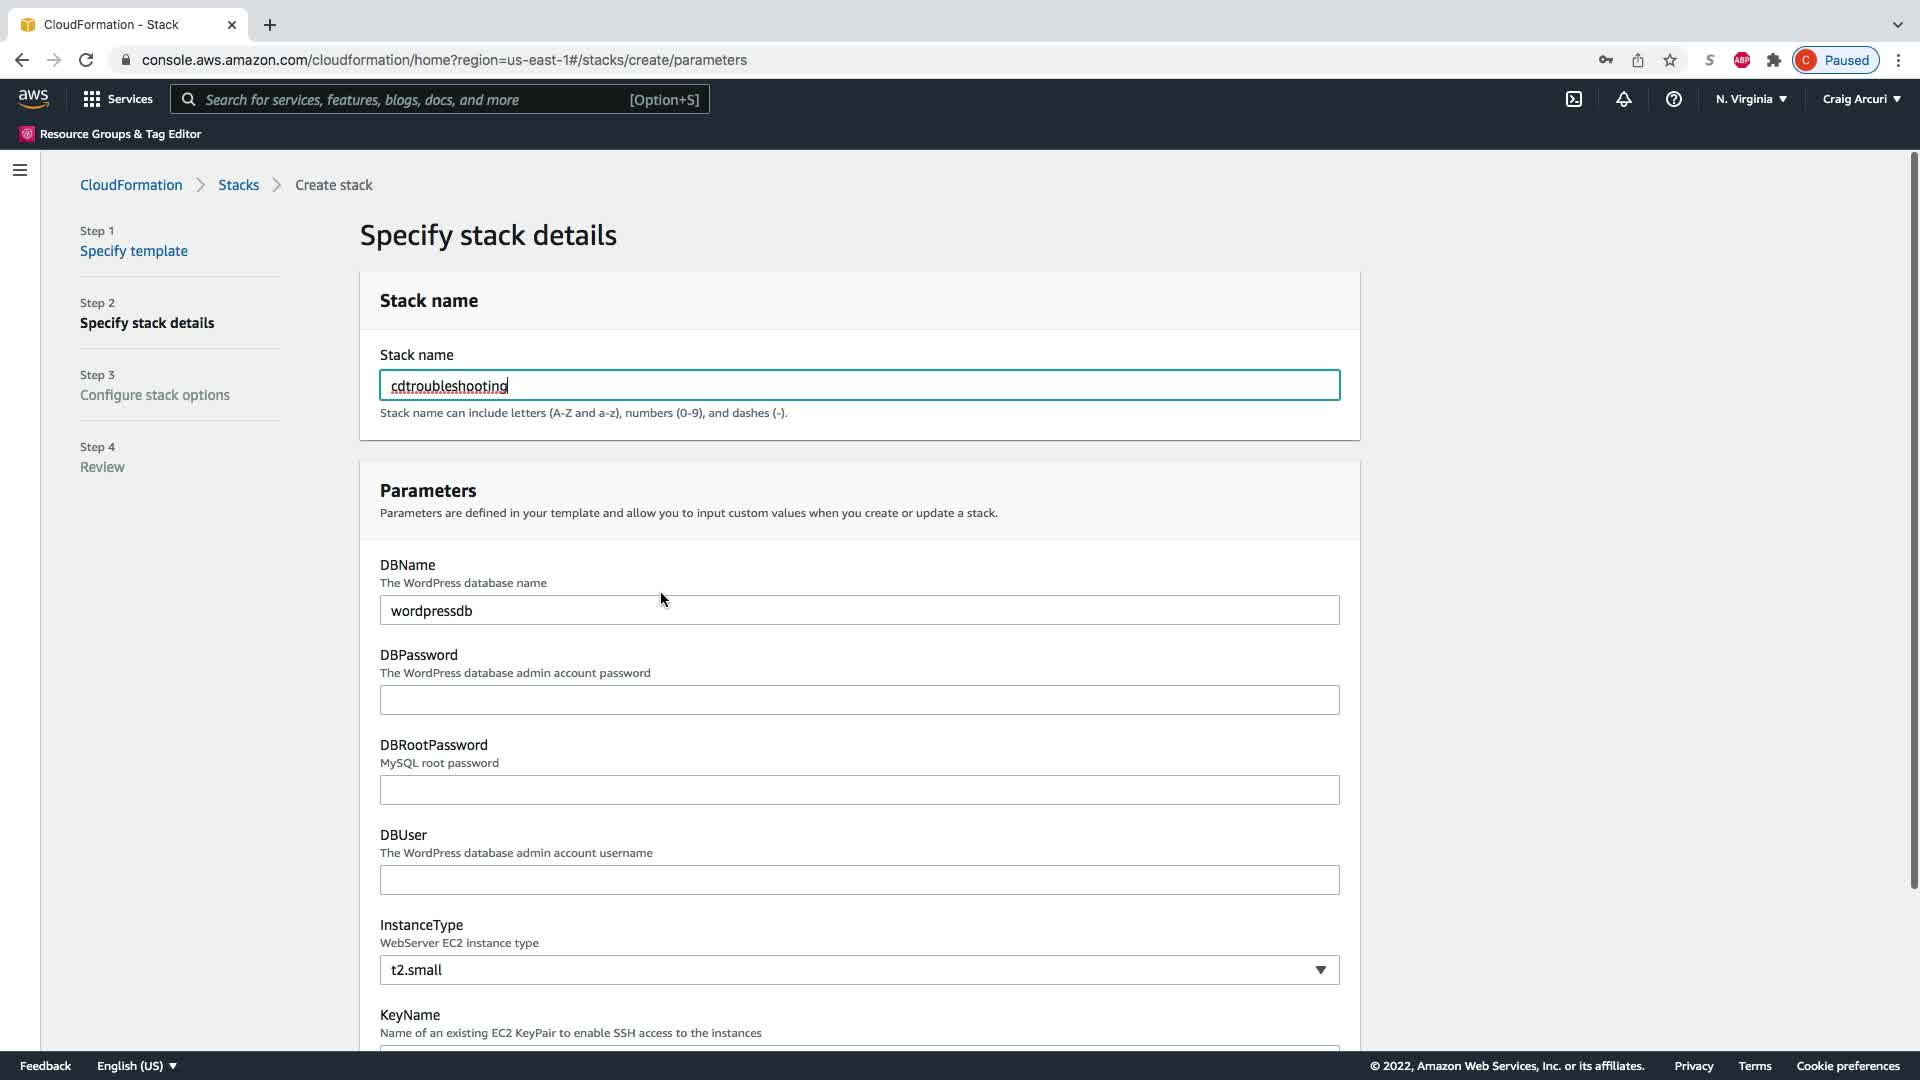 CloudFormation - Stack
console.aws.amazon.com/cloudformation/home?region=us-east-1#/stacks/create/parameters
S
ABP
C Paused
aws
Services
Search for services, features, blogs, docs, and more [Option+S]
N. Virginia
Craig Arcuri
Resource Groups & Tag Editor
CloudFormation > Stacks > Create stack
Step 1
Specify template
Step 2
Specify stack details
Step 3
Configure stack options
Step 4
Review
Specify stack details
Stack name
Stack name
cdtroubleshooting
Stack name can include letters (A-Z and a-z), numbers (0-9), and dashes (-).
Parameters
Parameters are defined in your template and allow you to input custom values when you create or update a stack.
DBName
The WordPress database name
wordpressdb
DBPassword
The WordPress database admin account password
DBRootPassword
MySQL root password
DBUser
The WordPress database admin account username
InstanceType
WebServer EC2 instance type
t2.small
KeyName
Name of an existing EC2 KeyPair to enable SSH access to the instances
Feedback
English (US)
© 2022, Amazon Web Services, Inc. or its affiliates.
Privacy
Terms
Cookie preferences